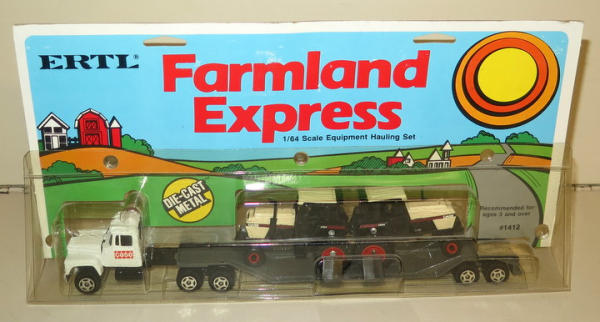 ERTL
Farmland
Express
1/64 Scale Equipment Hauling Set
DIE-CAST
METAL
Recommended for
ages 3 and over
#1412
CASE